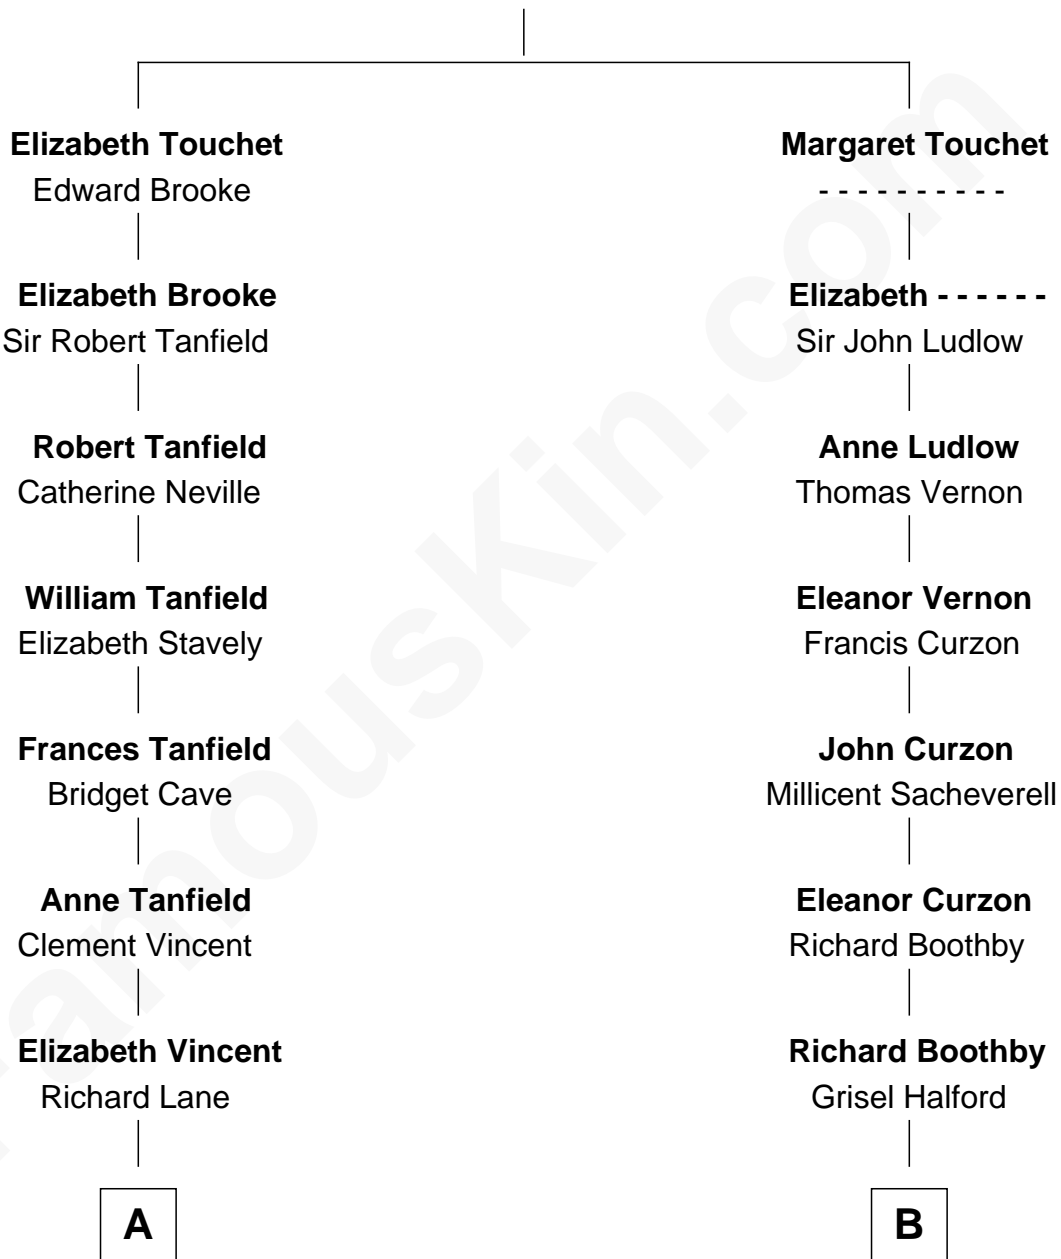 Elizabeth Touchet
Edward Brooke
Elizabeth Brooke
Sir Robert Tanfield
Robert Tanfield
Catherine Neville
William Tanfield
Elizabeth Stavely
Frances Tanfield
Bridget Cave
Anne Tanfield
Clement Vincent
Elizabeth Vincent
Richard Lane
A
Margaret Touchet
- - - - - - - - - -
Elizabeth - - - - - -
Sir John Ludlow
Anne Ludlow
Thomas Vernon
Eleanor Vernon
Francis Curzon
John Curzon
Millicent Sacheverell
Eleanor Curzon
Richard Boothby
Richard Boothby
Grisel Halford
B
FamousKin.com